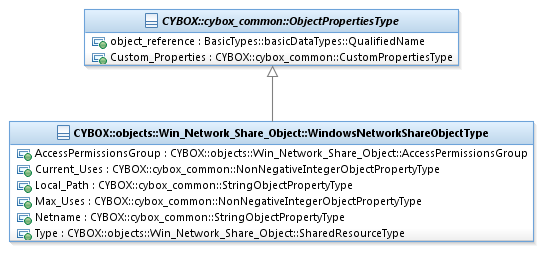 CYBOX::cybox_common::ObjectPropertiesType
object_reference : BasicTypes::basicDataTypes::QualifiedName
Custom_Properties : CYBOX::cybox_common::CustomPropertiesType
CYBOX::objects::Win_Network_Share_Object::WindowsNetworkShareObjectType
AccessPermissionsGroup : CYBOX::objects::Win_Network_Share_Object::AccessPermissionsGroup
Current_Uses : CYBOX::cybox_common::NonNegativeIntegerObjectPropertyType
Local_Path : CYBOX::cybox_common::StringObjectPropertyType
Max_Uses : CYBOX::cybox_common::NonNegativeIntegerObjectPropertyType
Netname : CYBOX::cybox_common::StringObjectPropertyType
Type : CYBOX::objects::Win_Network_Share_Object::SharedResourceType